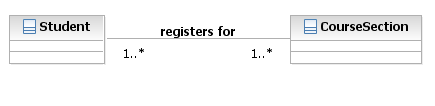 Student
registers for
CourseSection
1..*
1..*